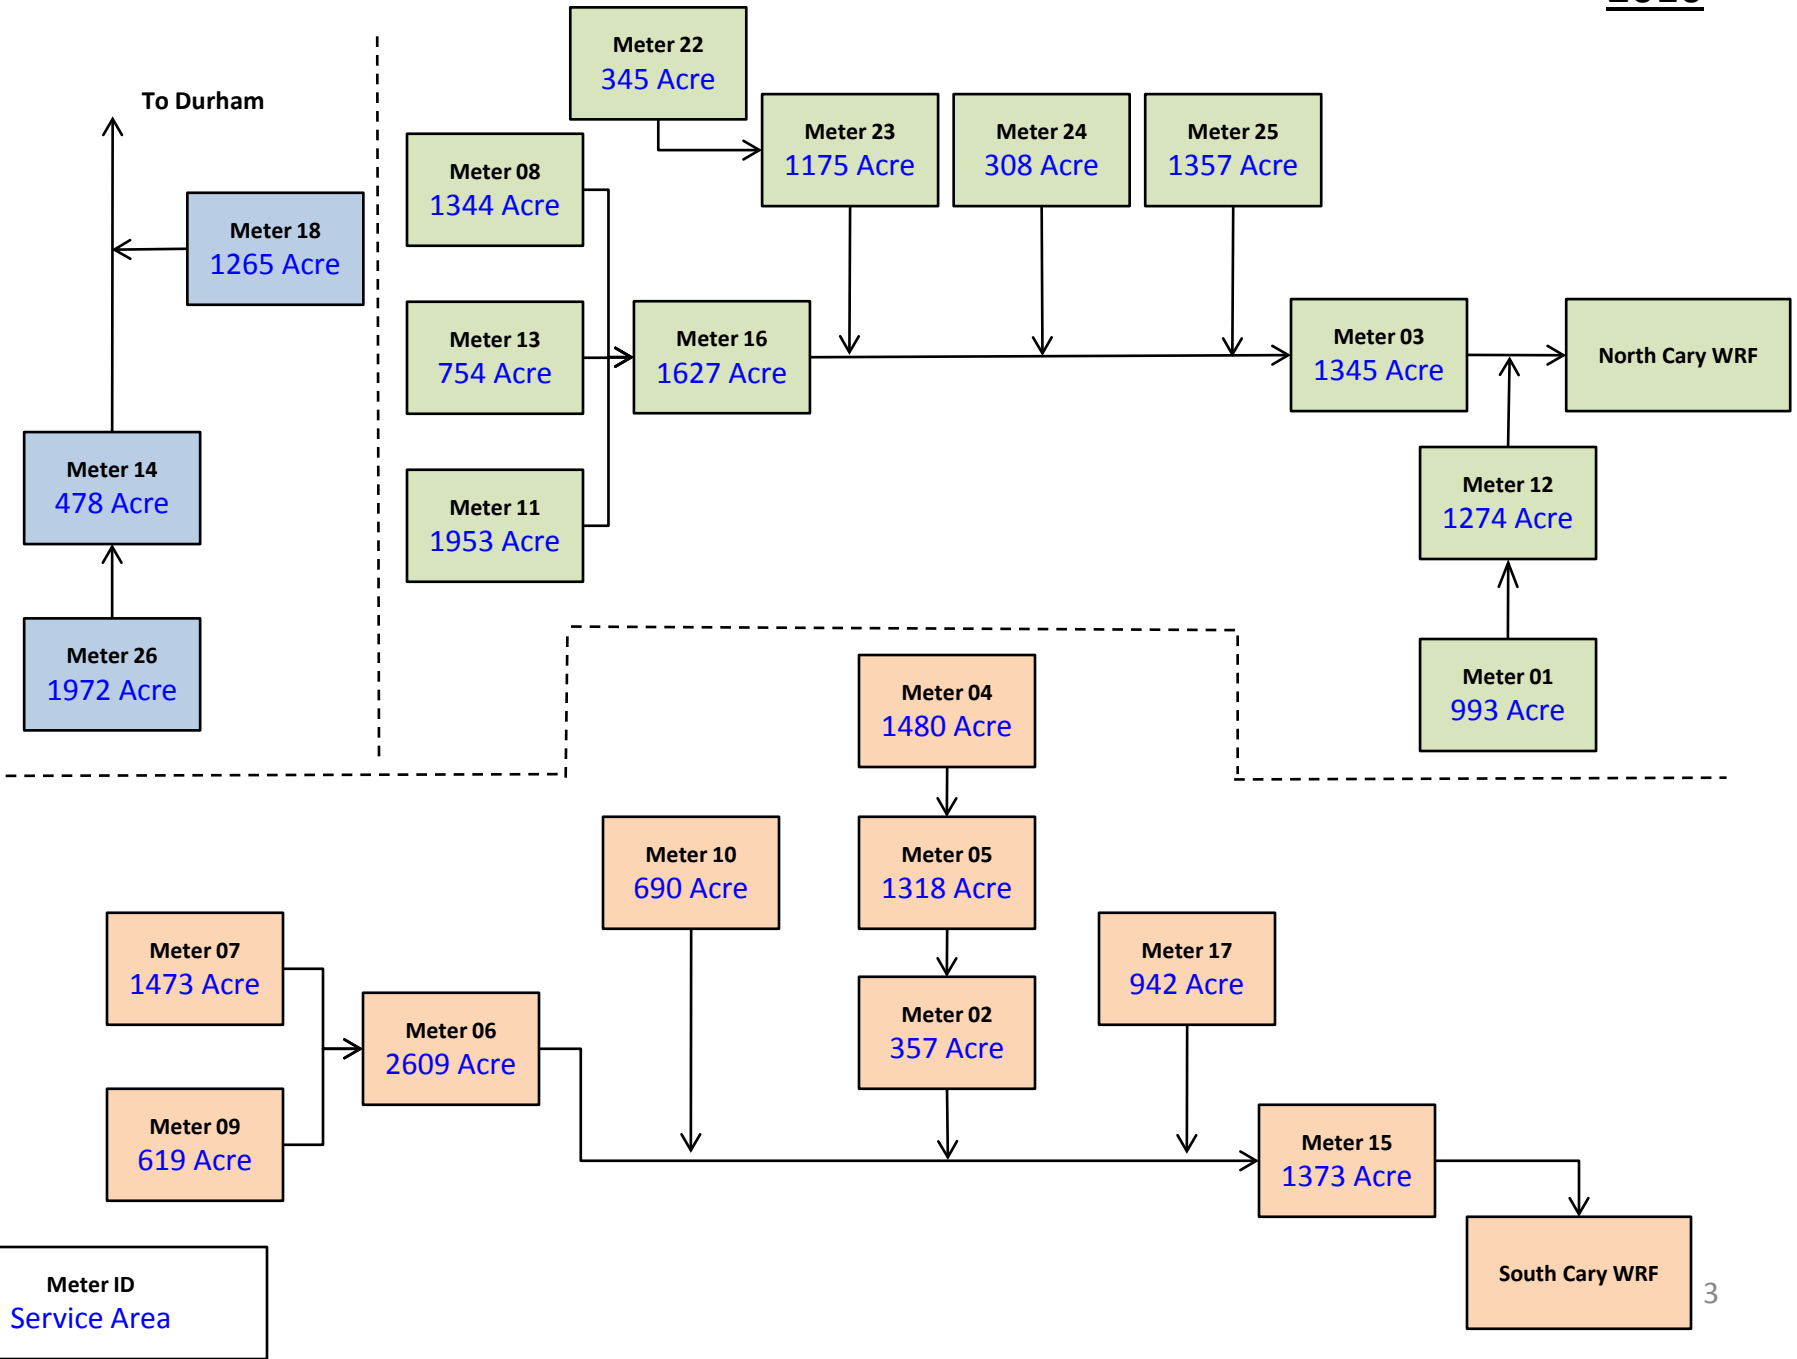 Meter 22
345 Acre
To Durham
Meter 23
1175 Acre
Meter 24
308 Acre
Meter 25
1357 Acre
Meter 08
1344 Acre
Meter 18
1265 Acre
Meter 13
754 Acre
Meter 16
1627 Acre
Meter 03
1345 Acre
North Cary WRF
Meter 14
478 Acre
Meter 11
1953 Acre
Meter 12
1274 Acre
Meter 26
1972 Acre
Meter 01
993 Acre
Meter 04
1480 Acre
Meter 10
690 Acre
Meter 05
1318 Acre
Meter 07
1473 Acre
Meter 17
942 Acre
Meter 06
2609 Acre
Meter 02
357 Acre
Meter 09
619 Acre
Meter 15
1373 Acre
South Cary WRF
Meter ID
Service Area
3